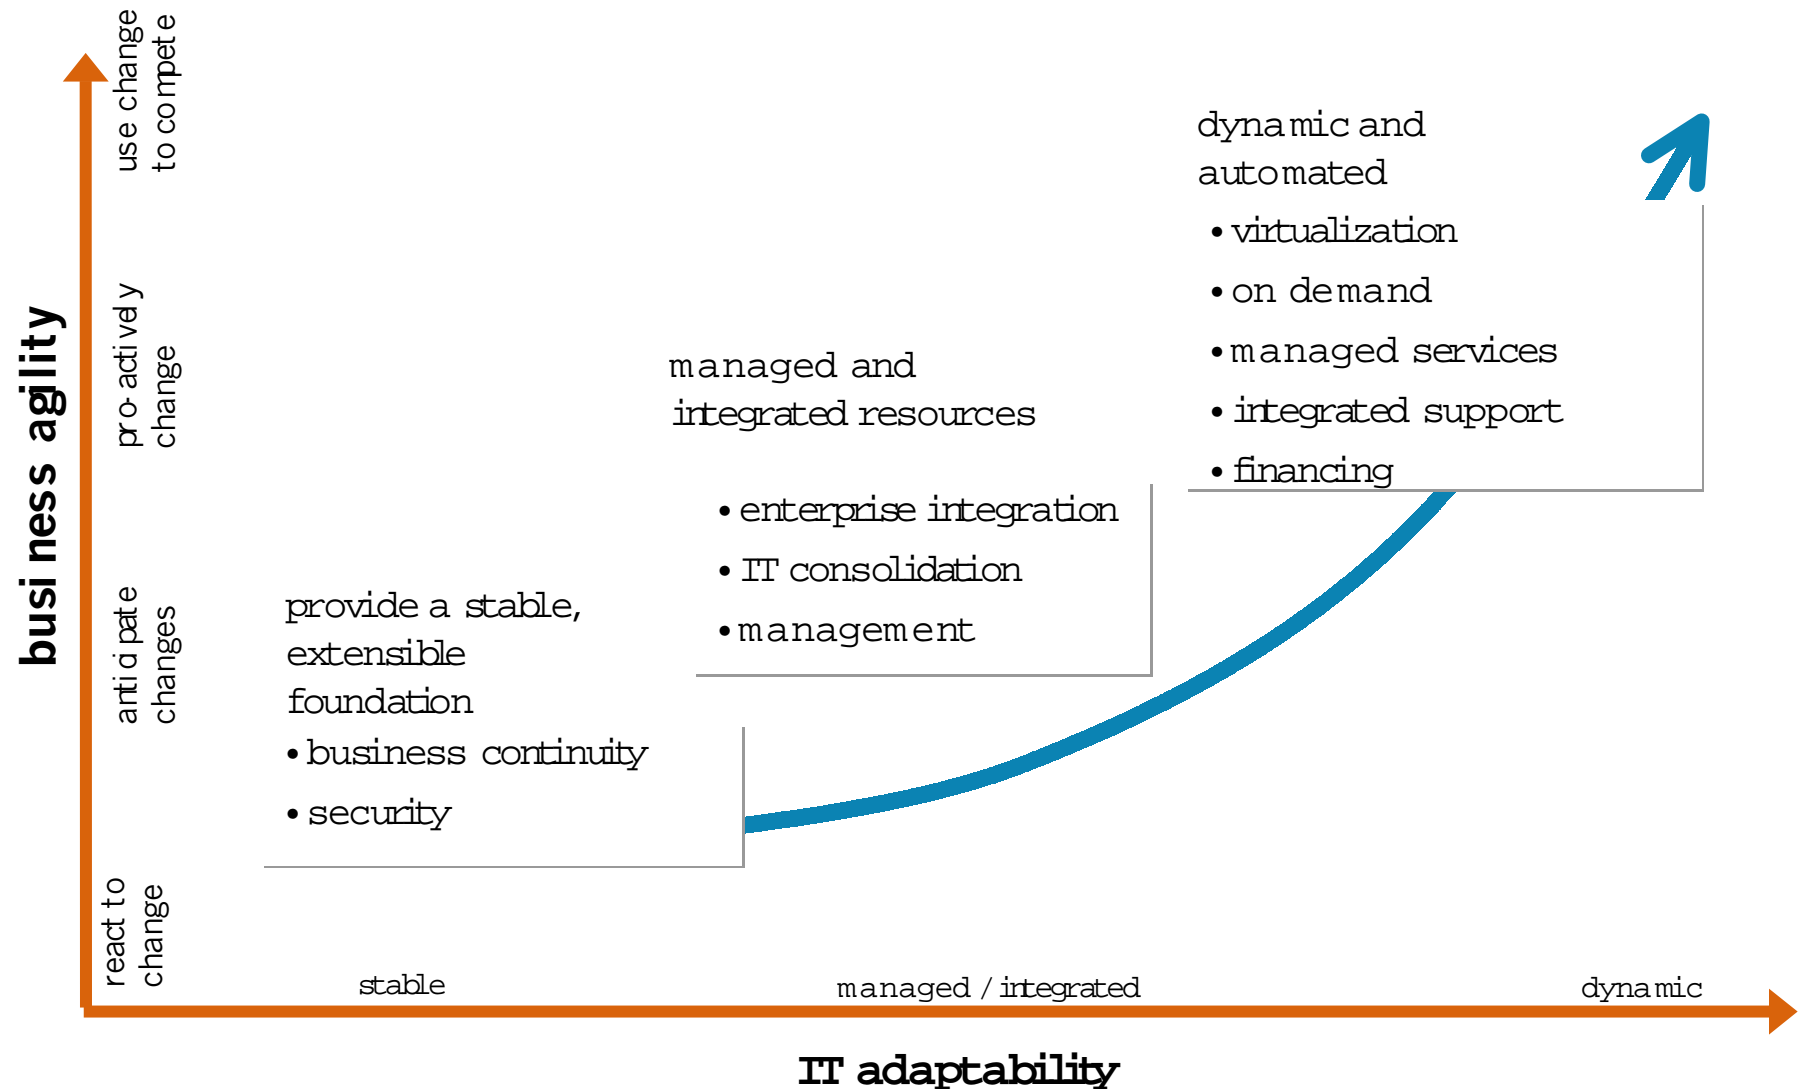 use change
to compete
pro-actively
change
anticipate
changes
react to
change
business agility
dynamic and
automated
• virtualization
• on demand
• managed services
• integrated support
• financing
managed and
integrated resources
• enterprise integration
• IT consolidation
• management
provide a stable,
extensible
foundation
• business continuity
• security
stable
managed / integrated
dynamic
IT adaptability